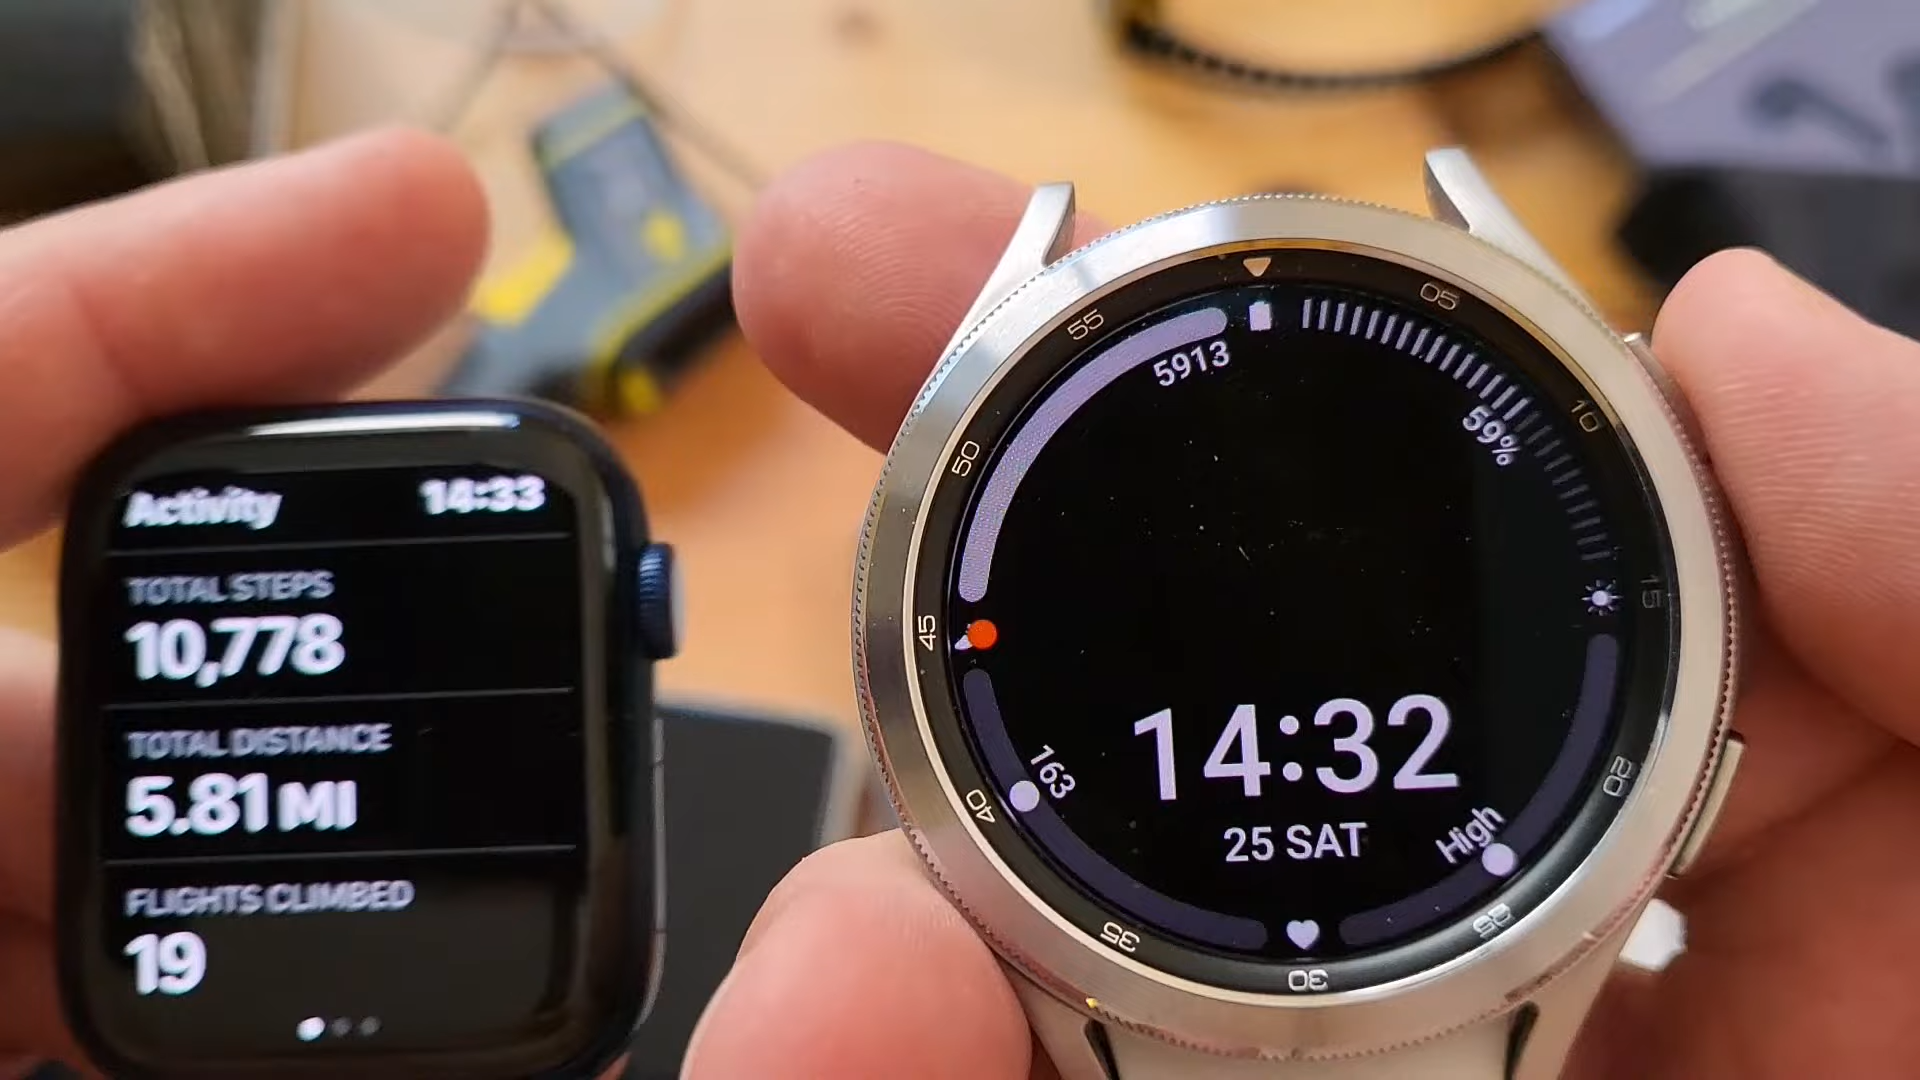 Activity 14:33
TOTAL STEPS
10,778
TOTAL DISTANCE
5.81 MI
FLIGHTS CLIMBED
19
05
10
15
20
25
30
35
40
45
50
55
5913
59%
163
14:32
25 SAT
High